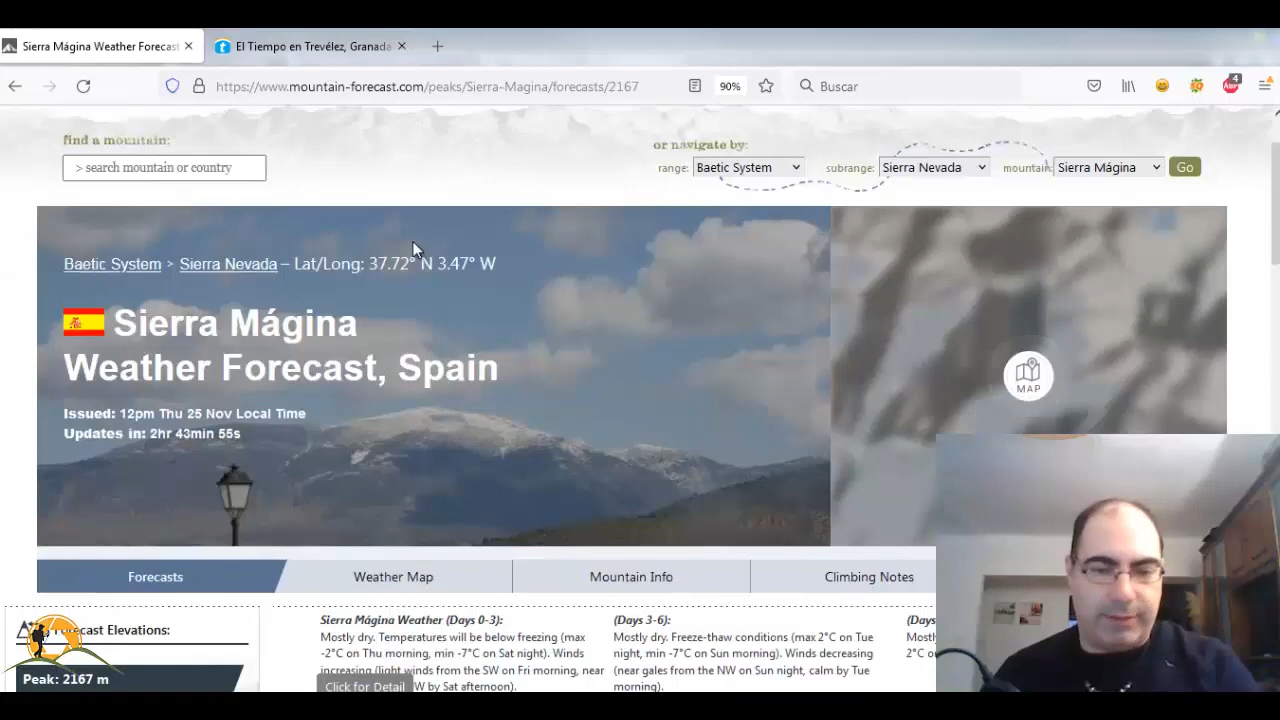 Sierra Mágina Weather Forecast
El Tiempo en Trevélez, Granada
https://www.mountain-forecast.com/peaks/Sierra-Magina/forecasts/2167
90%
Buscar
4
find a mountain:
or navigate by:
> search mountain or country
range: Baetic System subrange: Sierra Nevada mountain: Sierra Mágina Go
Baetic System > Sierra Nevada – Lat/Long: 37.72° N 3.47° W
Sierra Mágina
Weather Forecast, Spain
MAP
Issued: 12pm Thu 25 Nov Local Time
Updates in: 2hr 43min 55s
Forecasts
Weather Map
Mountain Info
Climbing Notes
Forecast Elevations:
Peak: 2167 m
Sierra Mágina Weather (Days 0-3):
Mostly dry. Temperatures will be below freezing (max
-2°C on Thu morning, min -7°C on Sat night). Winds
increasing (light winds from the SW on Fri morning, near
W by Sat afternoon).
Click for Detail
(Days 3-6):
Mostly dry. Freeze-thaw conditions (max 2°C on Tue
night, min -7°C on Sun morning). Winds decreasing
(near gales from the NW on Sun night, calm by Tue
morning).
(Days
2°C